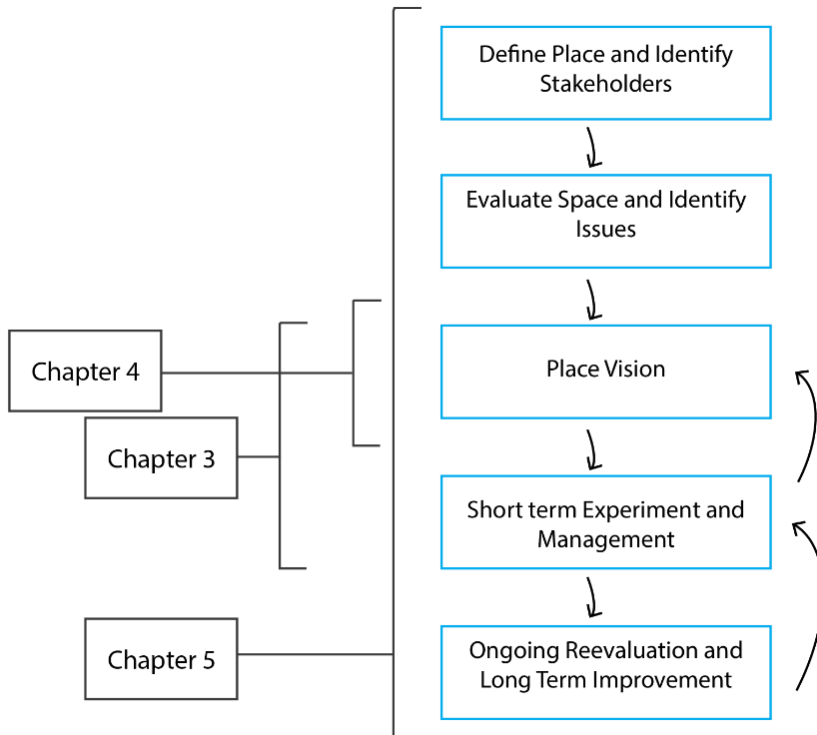 Define Place and Identify
Stakeholders
Evaluate Space and Identify
Issues
Place Vision
Short term Experiment and
Management
Ongoing Reevaluation and
Long Term Improvement
Chapter 4
Chapter 3
Chapter 5